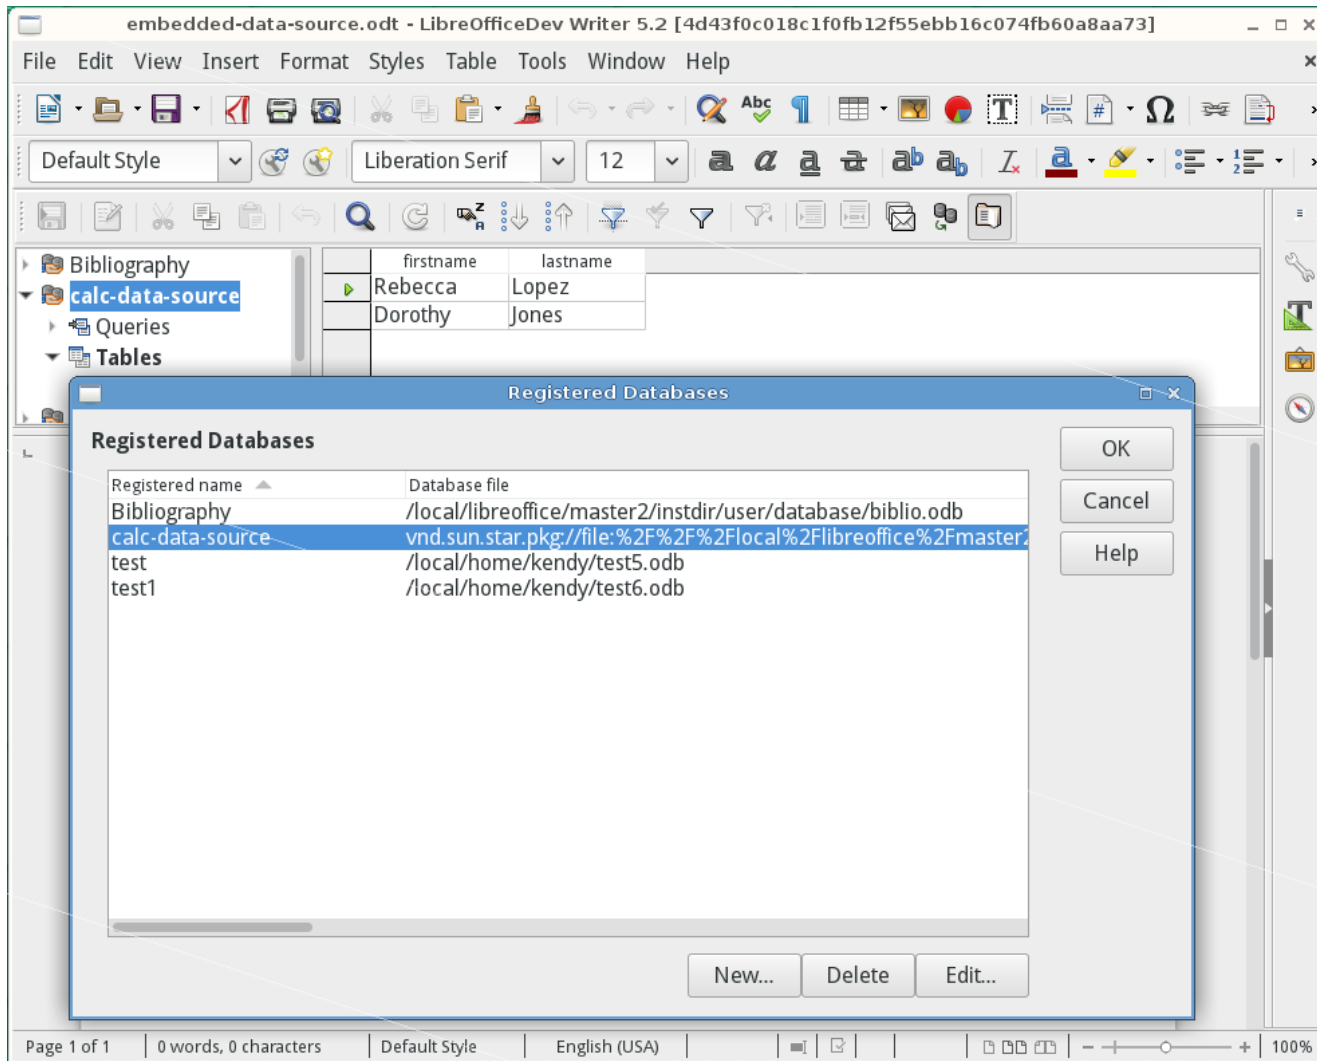 embedded-data-source.odt - LibreOfficeDev Writer 5.2 [4d43f0c018c1f0fb12f55ebb16c074fb60a8aa73]
File Edit View Insert Format Styles Table Tools Window Help
Abc
Default Style Liberation Serif 12
Bibliography
calc-data-source
Queries
Tables
firstname lastname
Rebecca Lopez
Dorothy Jones
Registered Databases
Registered Databases
Registered name Database file
Bibliography /local/libreoffice/master2/instdir/user/database/biblio.odb
calc-data-source vnd.sun.star.pkg://file:%2F%2F%2Flocal%2Flibreoffice%2Fmaster2
test /local/home/kendy/test5.odb
test1 /local/home/kendy/test6.odb
OK
Cancel
Help
New... Delete Edit...
Page 1 of 1 0 words, 0 characters Default Style English (USA) 100%